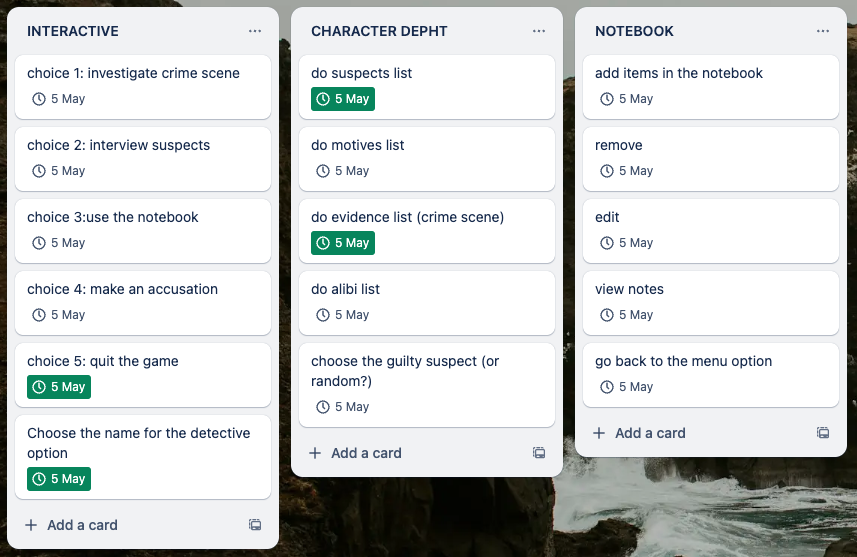 INTERACTIVE
choice 1: investigate crime scene
5 May
choice 2: interview suspects
5 May
choice 3:use the notebook
5 May
choice 4: make an accusation
5 May
choice 5: quit the game
5 May
Choose the name for the detective
option
5 May
+ Add a card
CHARACTER DEPHT
do suspects list
5 May
do motives list
5 May
do evidence list (crime scene)
5 May
do alibi list
5 May
choose the guilty suspect (or
random?)
5 May
+ Add a card
NOTEBOOK
add items in the notebook
5 May
remove
5 May
edit
5 May
view notes
5 May
go back to the menu option
5 May
+ Add a card